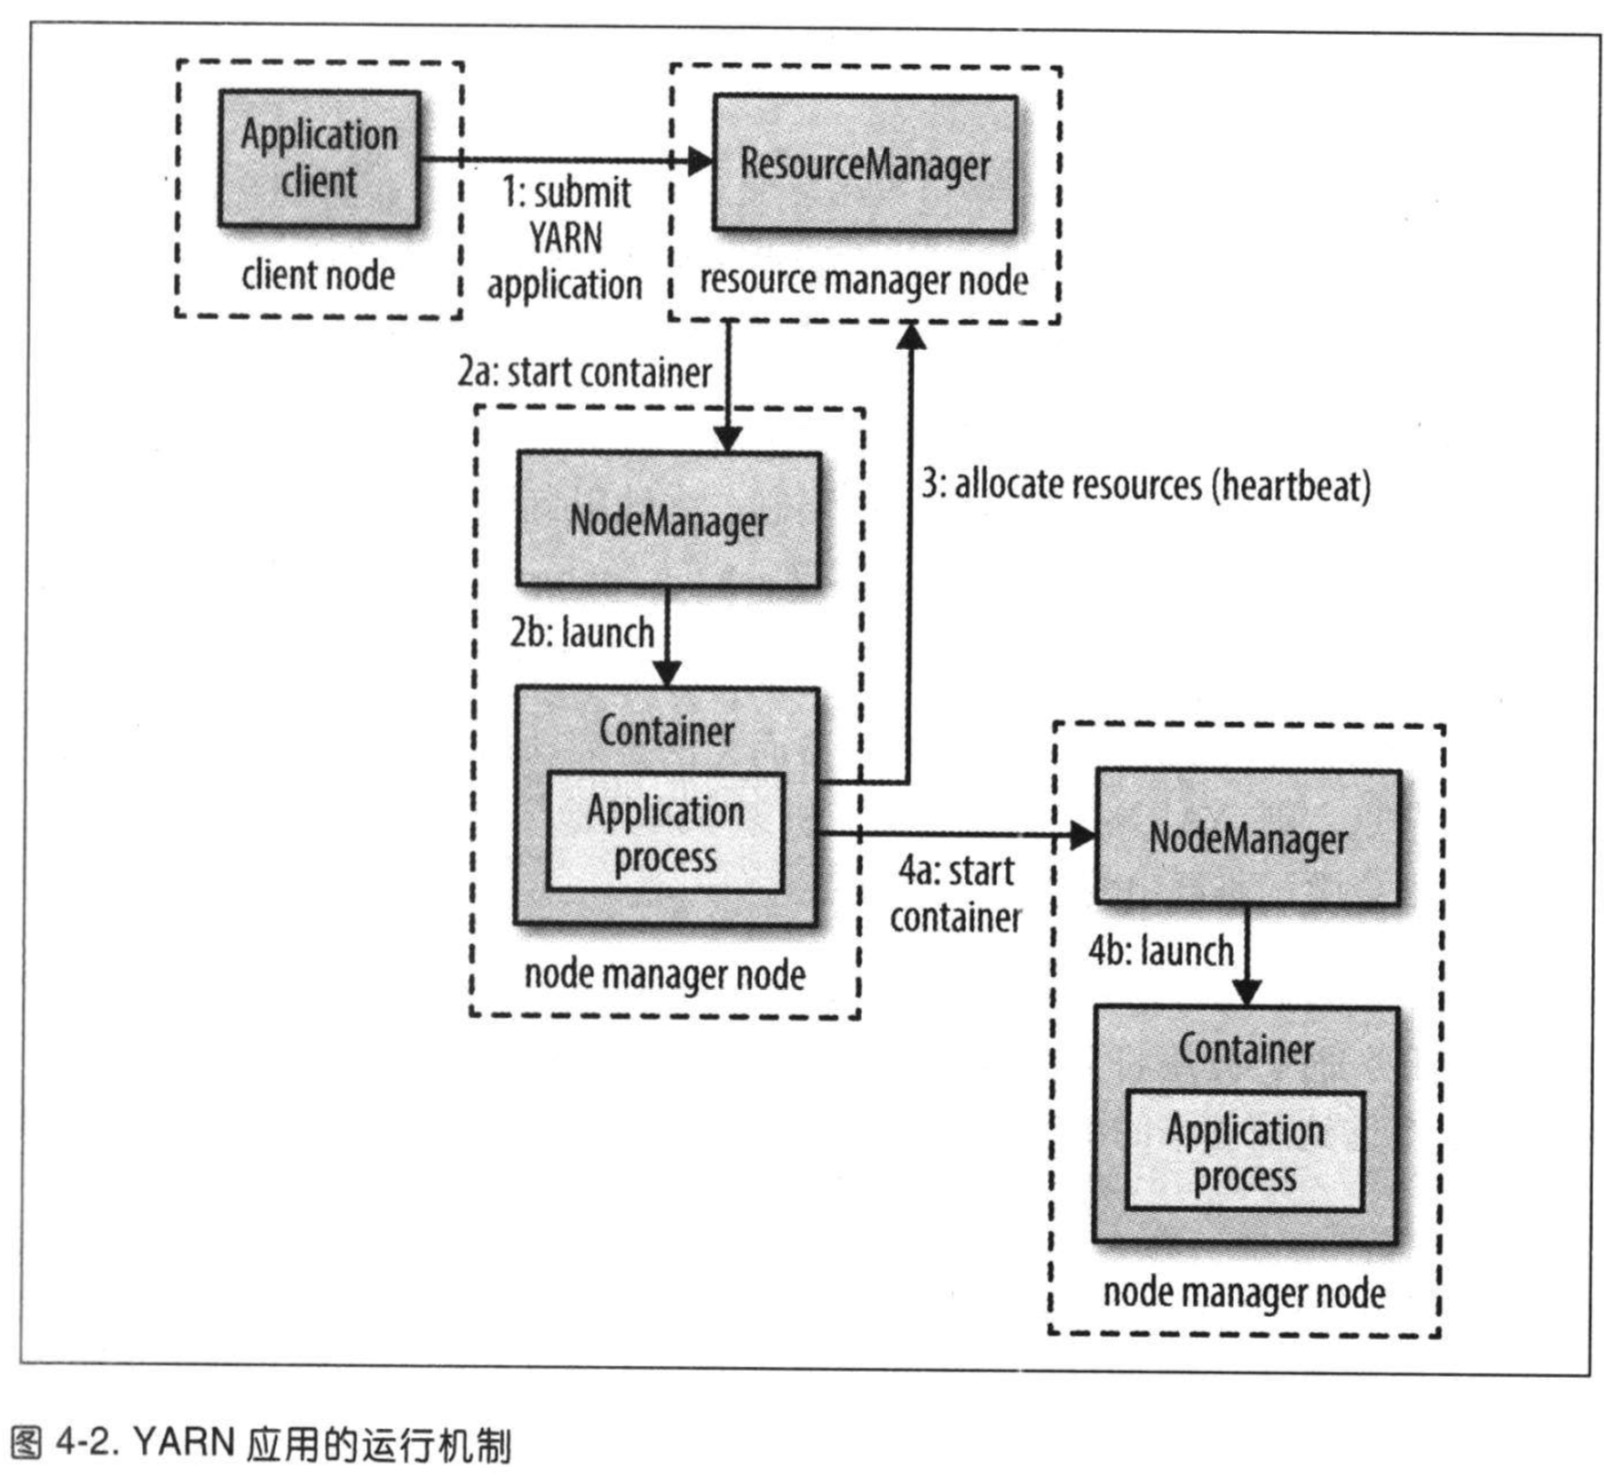 Application
client
client node
1: submit
YARN
application
ResourceManager
resource manager node
2a: start container
NodeManager
2b: launch
Container
Application
process
node manager node
3: allocate resources (heartbeat)
4a: start
container
NodeManager
4b: launch
Container
Application
process
node manager node
图 4-2. YARN 应用的运行机制